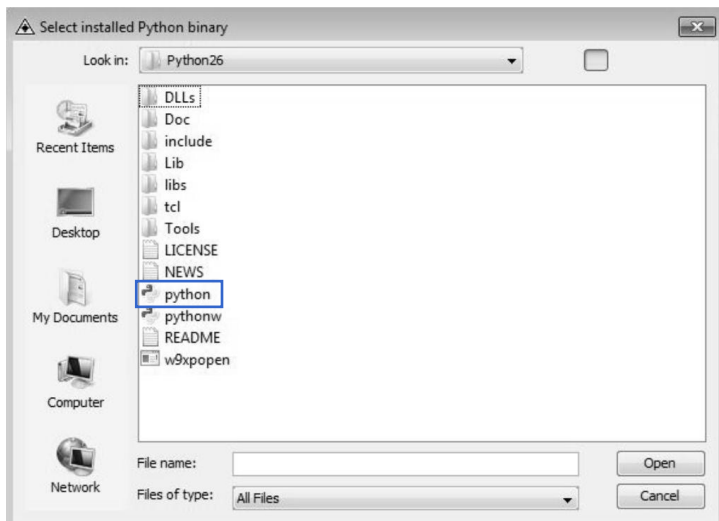 Select installed Python binary
Look in: Python26
DLLs
Doc
include
Lib
libs
tcl
Tools
LICENSE
NEWS
python
pythonw
README
w9xpopen
Recent Items
Desktop
My Documents
Computer
Network
File name: Open
Files of type: All Files Cancel